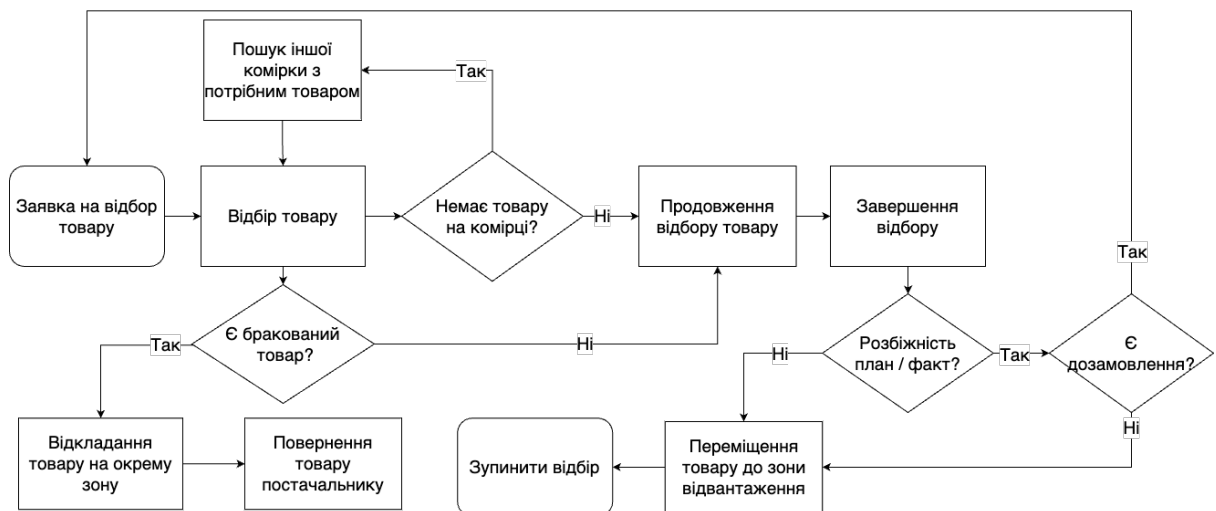 Пошук іншої
комірки з
потрібним товаром
Так
Заявка на відбор
товару
Відбір товару
Немає товару
на комірці?
Ні
Продовження
відбору товару
Завершення
відбору
Так
Є бракований
товар?
Так
Ні
Розбіжність
план / факт?
Ні
Так
Є
дозамовлення?
Ні
Відкладання
товару на окрему
зону
Повернення
товару
постачальнику
Зупинити відбір
Переміщення
товару до зони
відвантаження